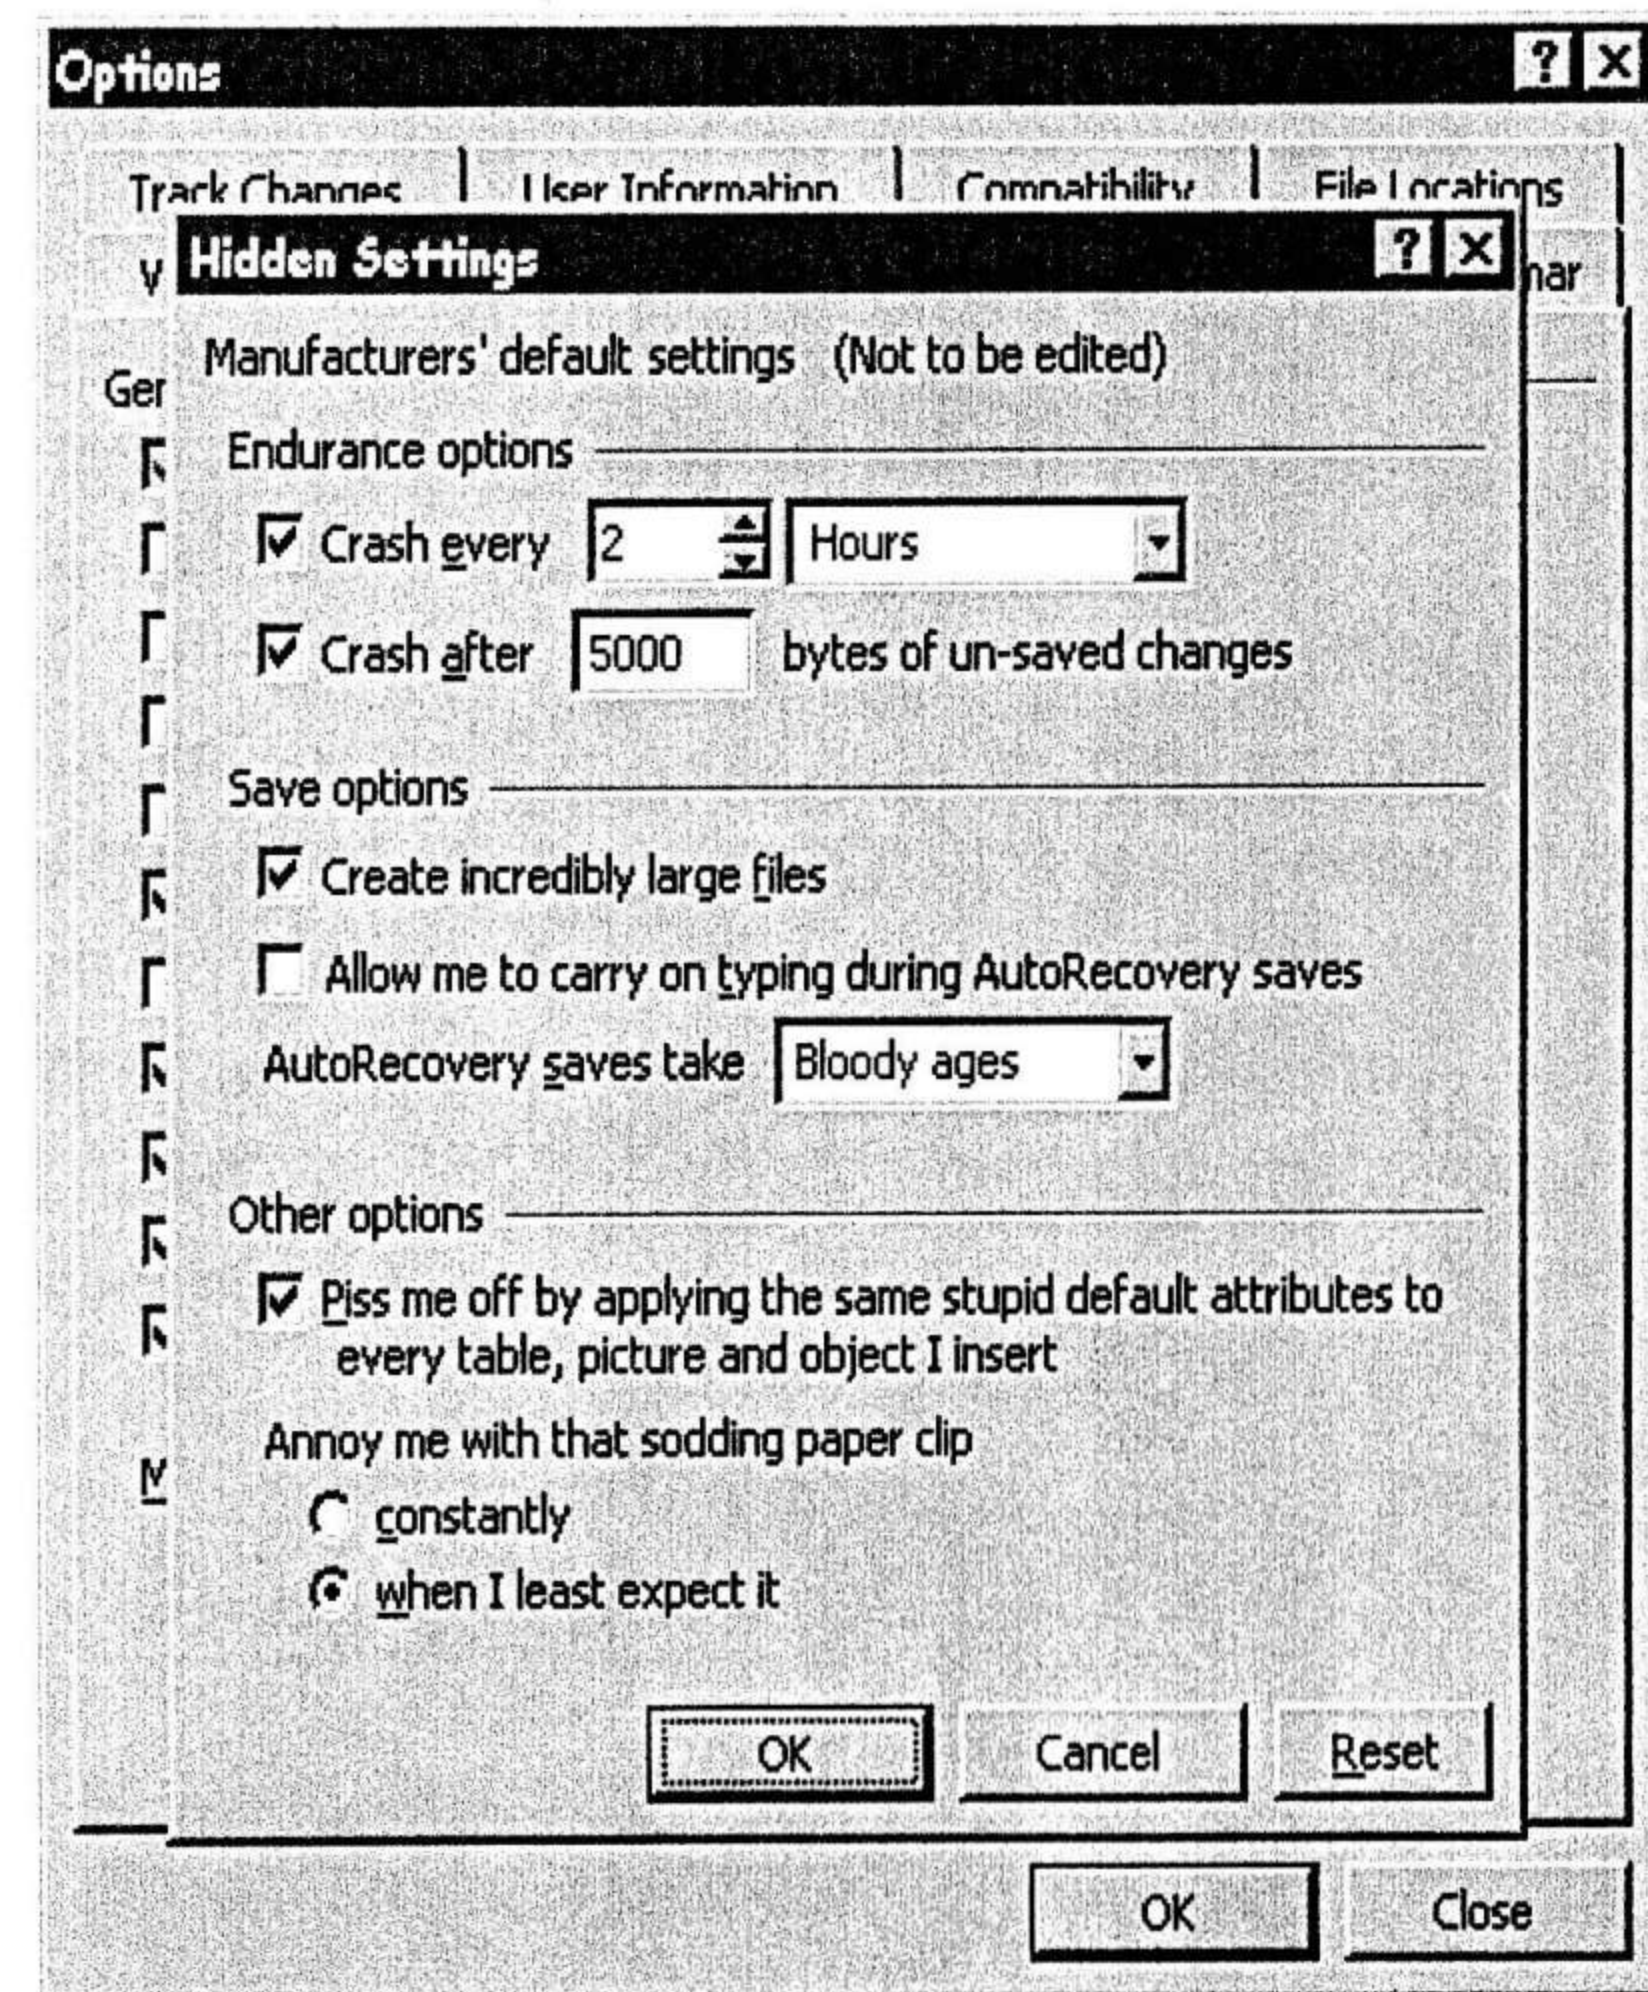 Options
Track Changes User Information Compatibility File Locations
V Hidden Settings nar
Manufacturers' default settings (Not to be edited)
Ger
Endurance options
Crash every 2 Hours
Crash after 5000 bytes of un-saved changes
Save options
Create incredibly large files
Allow me to carry on typing during AutoRecovery saves
AutoRecovery saves take Bloody ages
Other options
Piss me off by applying the same stupid default attributes to
every table, picture and object I insert
Annoy me with that sodding paper clip
M
constantly
when I least expect it
OK Cancel Reset
OK Close